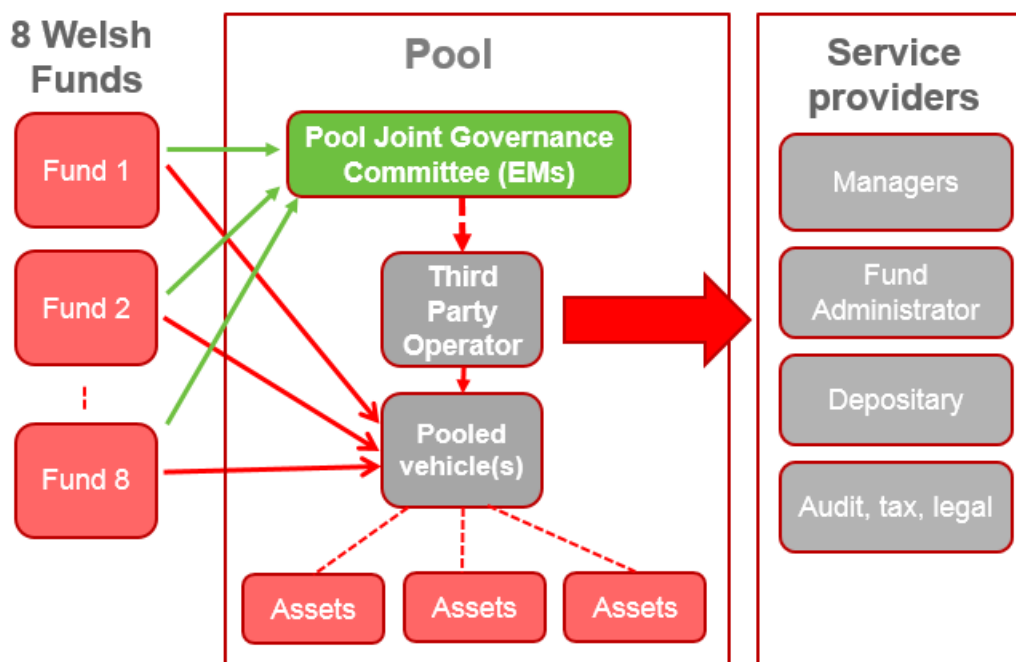 8 Welsh
Funds
Fund 1
Fund 2
Fund 8
Pool
Pool Joint Governance
Committee (EMs)
Third
Party
Operator
Pooled
vehicle(s)
Assets
Assets
Assets
Service
providers
Managers
Fund
Administrator
Depositary
Audit, tax, legal